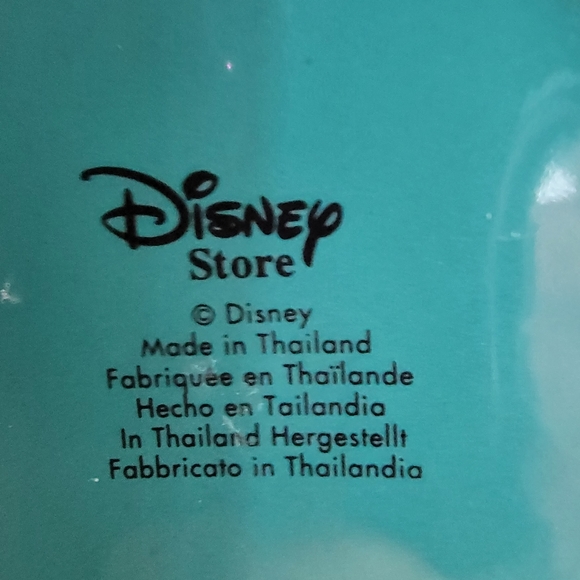 Disney
Store
© Disney
Made in Thailand
Fabriquée en Thaïlande
Hecho en Tailandia
In Thailand Hergestellt
Fabbricato in Thailandia